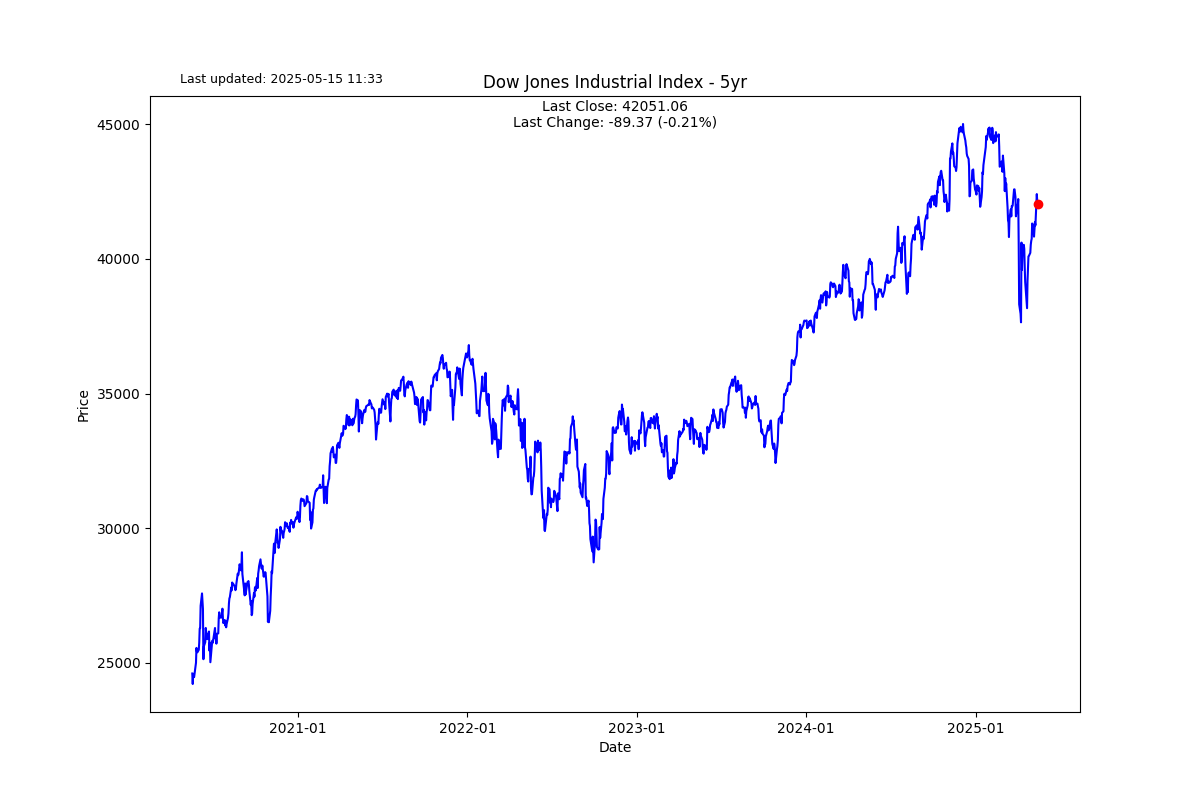 Last updated: 2025-05-15 11:33
Dow Jones Industrial Index - 5yr
Last Close: 42051.06
Last Change: -89.37 (-0.21%)
45000
40000
35000
30000
25000
Price
2021-01
2022-01
2023-01
2024-01
2025-01
Date